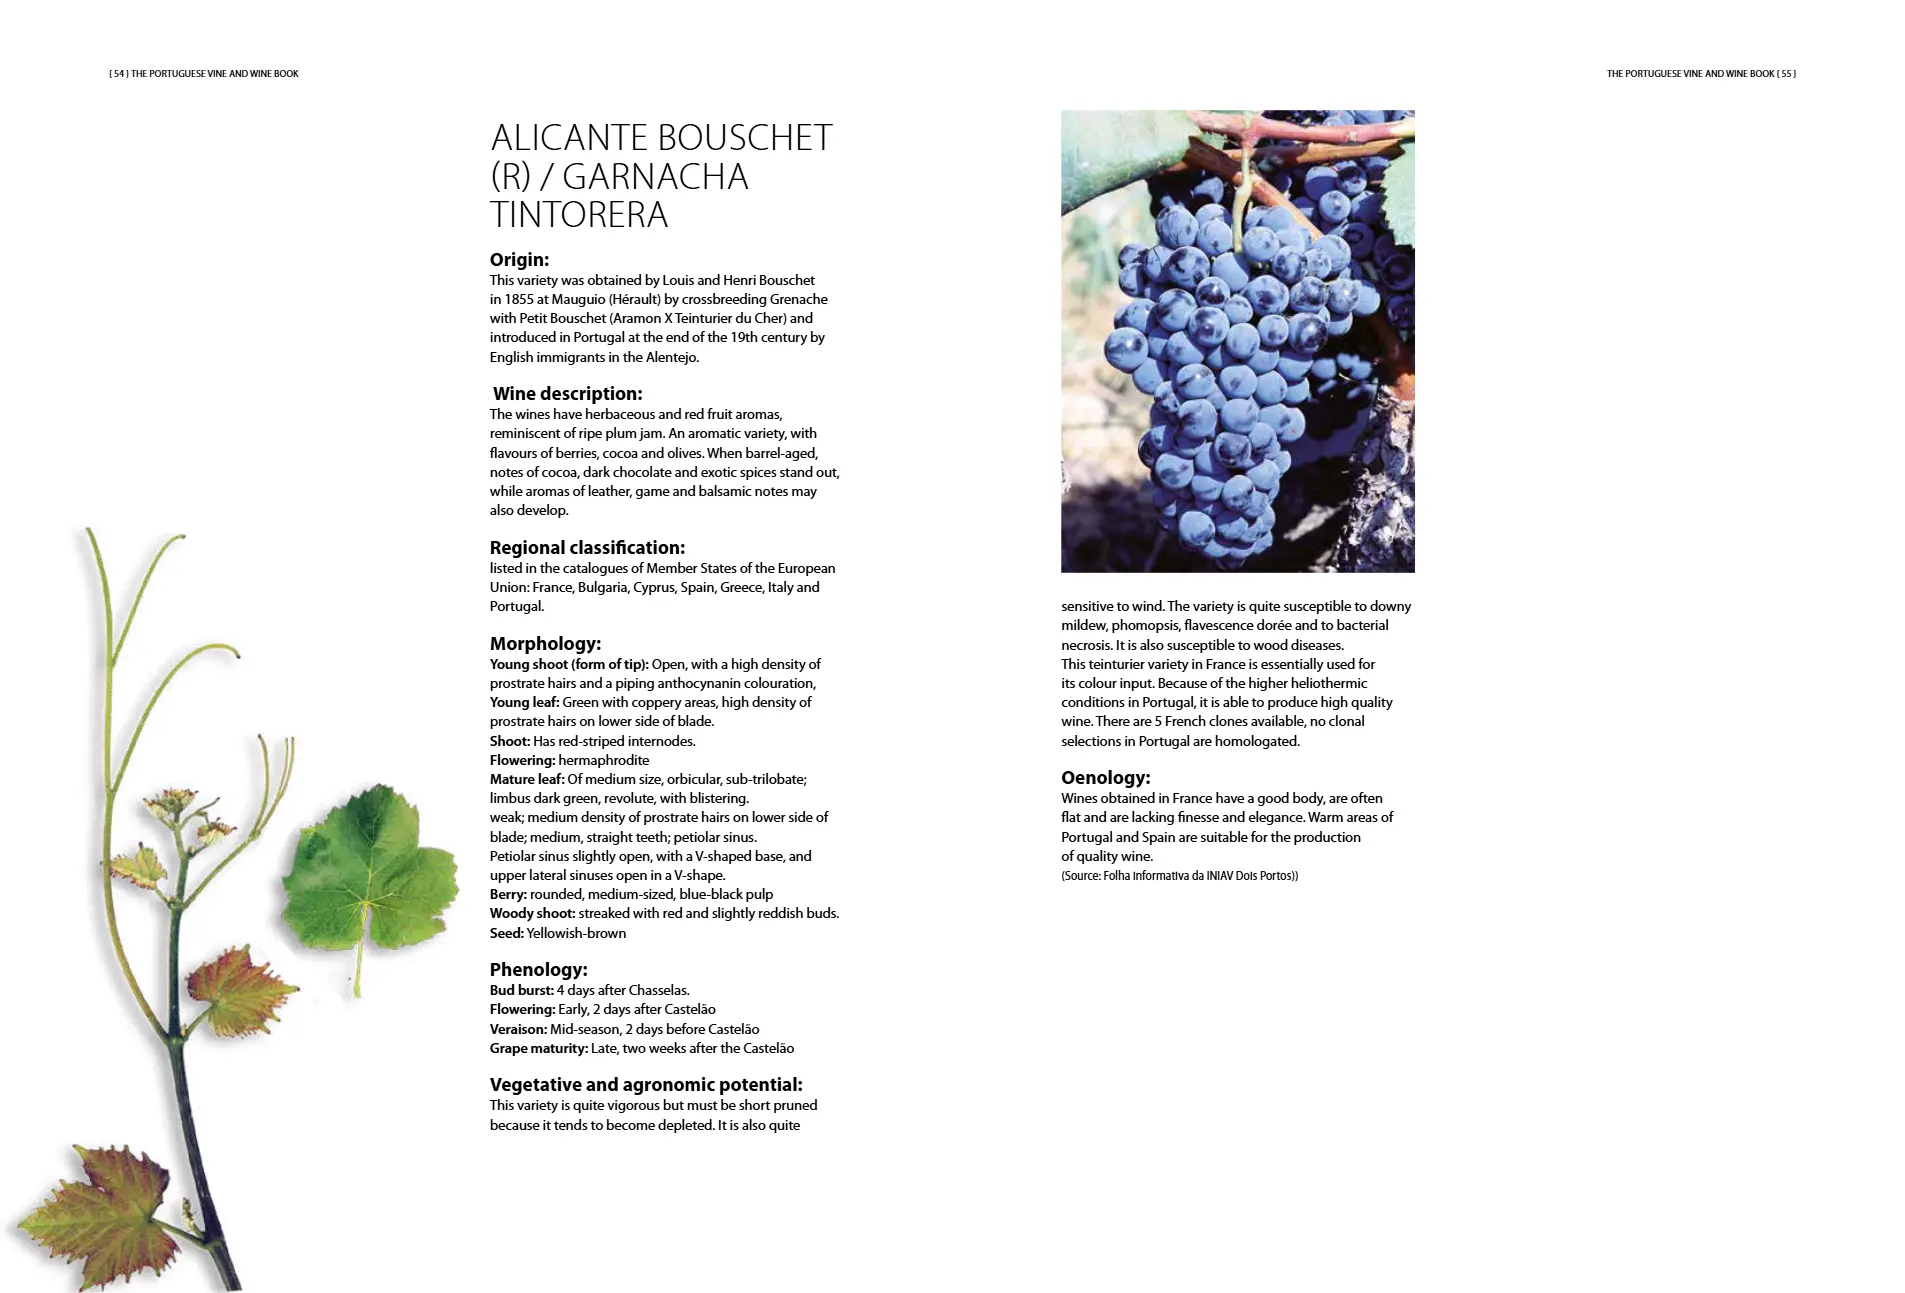 { 54 } THE PORTUGUESE VINE AND WINE BOOK
ALICANTE BOUSCHET
(R) / GARNACHA
TINTORERA
Origin:
This variety was obtained by Louis and Henri Bouschet
in 1855 at Mauguio (Hérault) by crossbreeding Grenache
with Petit Bouschet (Aramon X Teinturier du Cher) and
introduced in Portugal at the end of the 19th century by
English immigrants in the Alentejo.
Wine description:
The wines have herbaceous and red fruit aromas,
reminiscent of ripe plum jam. An aromatic variety, with
flavours of berries, cocoa and olives. When barrel-aged,
notes of cocoa, dark chocolate and exotic spices stand out,
while aromas of leather, game and balsamic notes may
also develop.
Regional classification:
listed in the catalogues of Member States of the European
Union: France, Bulgaria, Cyprus, Spain, Greece, Italy and
Portugal.
Morphology:
Young shoot (form of tip): Open, with a high density of
prostrate hairs and a piping anthocynanin colouration,
Young leaf: Green with coppery areas, high density of
prostrate hairs on lower side of blade.
Shoot: Has red-striped internodes.
Flowering: hermaphrodite
Mature leaf: Of medium size, orbicular, sub-trilobate;
limbus dark green, revolute, with blistering.
weak; medium density of prostrate hairs on lower side of
blade; medium, straight teeth; petiolar sinus.
Petiolar sinus slightly open, with a V-shaped base, and
upper lateral sinuses open in a V-shape.
Berry: rounded, medium-sized, blue-black pulp
Woody shoot: streaked with red and slightly reddish buds.
Seed: Yellowish-brown
Phenology:
Bud burst: 4 days after Chasselas.
Flowering: Early, 2 days after Castelão
Veraison: Mid-season, 2 days before Castelão
Grape maturity: Late, two weeks after the Castelão
Vegetative and agronomic potential:
This variety is quite vigorous but must be short pruned
because it tends to become depleted. It is also quite
THE PORTUGUESE VINE AND WINE BOOK { 55 }
sensitive to wind. The variety is quite susceptible to downy
mildew, phomopsis, flavescence dorée and to bacterial
necrosis. It is also susceptible to wood diseases.
This teinturier variety in France is essentially used for
its colour input. Because of the higher heliothermic
conditions in Portugal, it is able to produce high quality
wine. There are 5 French clones available, no clonal
selections in Portugal are homologated.
Oenology:
Wines obtained in France have a good body, are often
flat and are lacking finesse and elegance. Warm areas of
Portugal and Spain are suitable for the production
of quality wine.
(Source: Folha Informativa da INIAV Dois Portos))